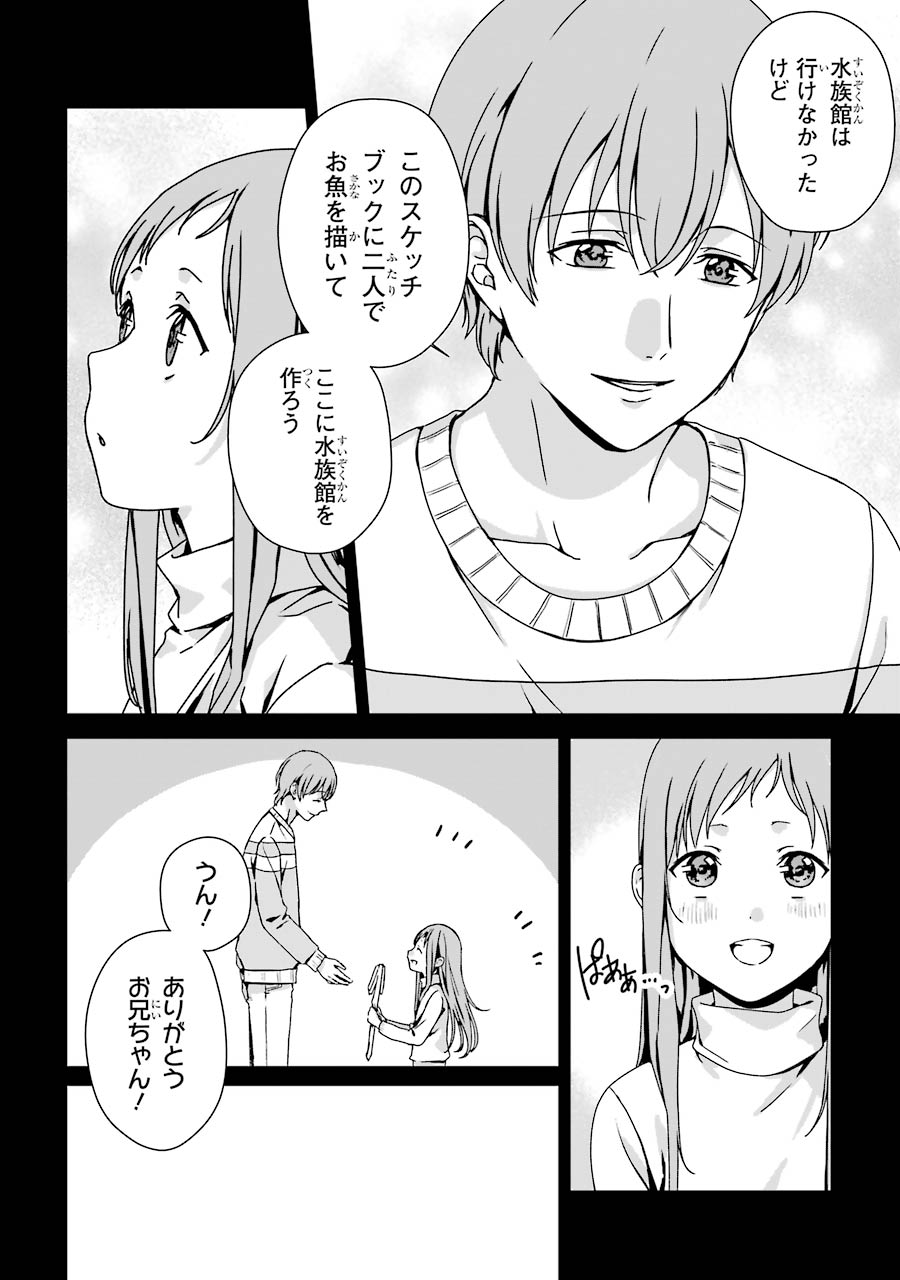 水族館は
行けなかった
けど
このスケッチ
ブックに二人で
お魚を描いて
ここに水族館を
作ろう
ぱあぁ…っ
うん!
ありがとう
お兄ちゃん!